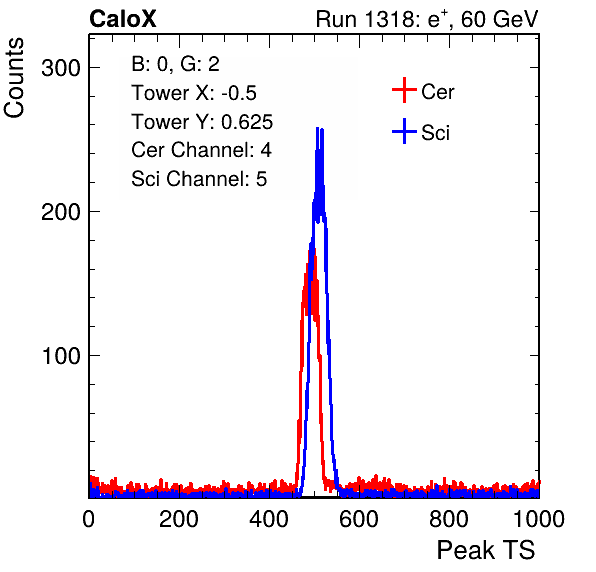 CaloX Run 1318: e+, 60 GeV
Counts
B: 0, G: 2
Tower X: -0.5
Tower Y: 0.625
Cer Channel: 4
Sci Channel: 5
Cer
Sci
300
200
100
0 200 400 600 800 1000
Peak TS